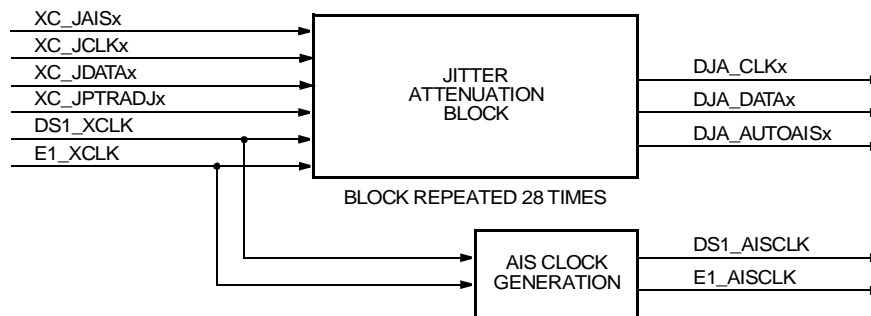 XC_JAISx
XC_JCLKx
XC_JDATAx
XC_JPTRADJx
DS1_XCLK
E1_XCLK
JITTER
ATTENUATION
BLOCK
DJA_CLKx
DJA_DATAx
DJA_AUTOAISx
BLOCK REPEATED 28 TIMES
AIS CLOCK
GENERATION
DS1_AISCLK
E1_AISCLK